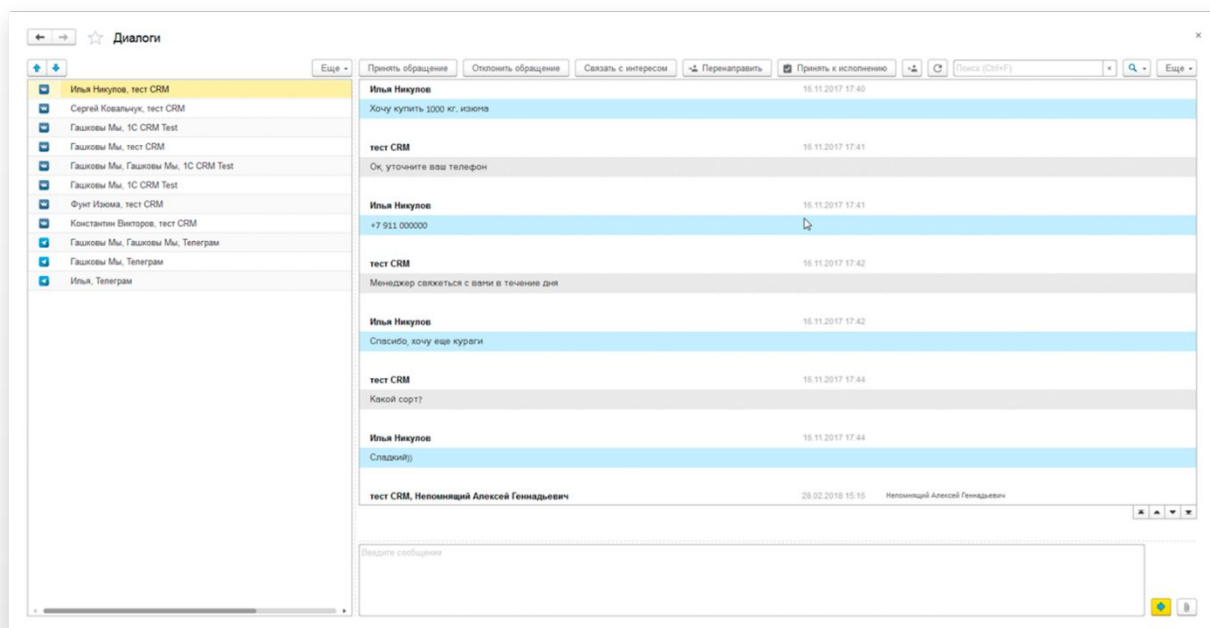 Диалоги
Еще
Принять обращение Отклонить обращение Связать с интересом Перенаправить Принять к исполнению Поиск (Ctrl+F) Еще
Илья Никулов, тест CRM
Сергей Ковальчук, тест CRM
Гашковы Мы, 1C CRM Test
Гашковы Мы, тест CRM
Гашковы Мы, Гашковы Мы, 1C CRM Test
Гашковы Мы, 1C CRM Test
Фунт Изюма, тест CRM
Константин Викторов, тест CRM
Гашковы Мы, Гашковы Мы, Телеграм
Гашковы Мы, Телеграм
Илья, Телеграм
Илья Никулов 16.11.2017 17:40
Хочу купить 1000 кг. изюма
тест CRM 16.11.2017 17:41
Ок, уточните ваш телефон
Илья Никулов 16.11.2017 17:41
+7 911 000000
тест CRM 16.11.2017 17:42
Менеджер свяжеться с вами в течение дня
Илья Никулов 16.11.2017 17:42
Спасибо, хочу еще кураги
тест CRM 16.11.2017 17:44
Какой сорт?
Илья Никулов 16.11.2017 17:44
Сладкий))
тест CRM, Непомнящий Алексей Геннадьевич 28.02.2018 15:16 Непомнящий Алексей Геннадьевич
Введите сообщение